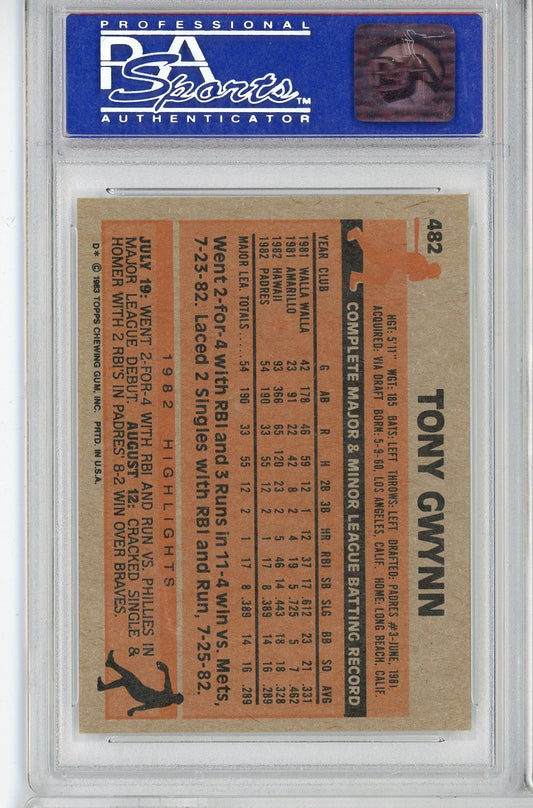 PROFESSIONAL
PSA
Sports™
AUTHENTICATOR
482
TONY GWYNN
HGT: 5'11" WGT: 185 BATS: LEFT THROWS: LEFT DRAFTED: PADRES #3-JUNE, 1981
ACQUIRED: VIA DRAFT BORN: 5-9-60, LOS ANGELES, CALIF. HOME: LONG BEACH, CALIF
COMPLETE MAJOR & MINOR LEAGUE BATTING RECORD
YEAR CLUB G AB R H 2B 3B HR RBI SB SLG BB SO AVG
1981 WALLA WALLA 42 178 46 59 12 1 12 37 17 .612 23 21 .331
1981 AMARILLO 23 91 22 42 8 2 4 19 5 .725 5 7 .462
1982 HAWAII 93 366 65 120 23 2 5 46 14 .443 18 18 .328
1982 PADRES 54 190 33 55 12 2 1 17 8 .389 14 16 .289
MAJOR LEA. TOTALS ..... 54 190 33 55 12 2 1 17 8 .389 14 16 .289
Went 2-for-4 with RBI and 3 Runs in 11-4 win vs. Mets,
7-23-82. Laced 2 Singles with RBI and Run, 7-25-82.
1982 HIGHLIGHTS
JULY 19: WENT 2-FOR-4 WITH RBI AND RUN VS. PHILLIES IN
MAJOR LEAGUE DEBUT. AUGUST 12: CRACKED SINGLE &
HOMER WITH 2 RBI'S IN PADRES' 8-2 WIN OVER BRAVES.
D* © 1983 TOPPS CHEWING GUM, INC. PRTD. IN U.S.A.